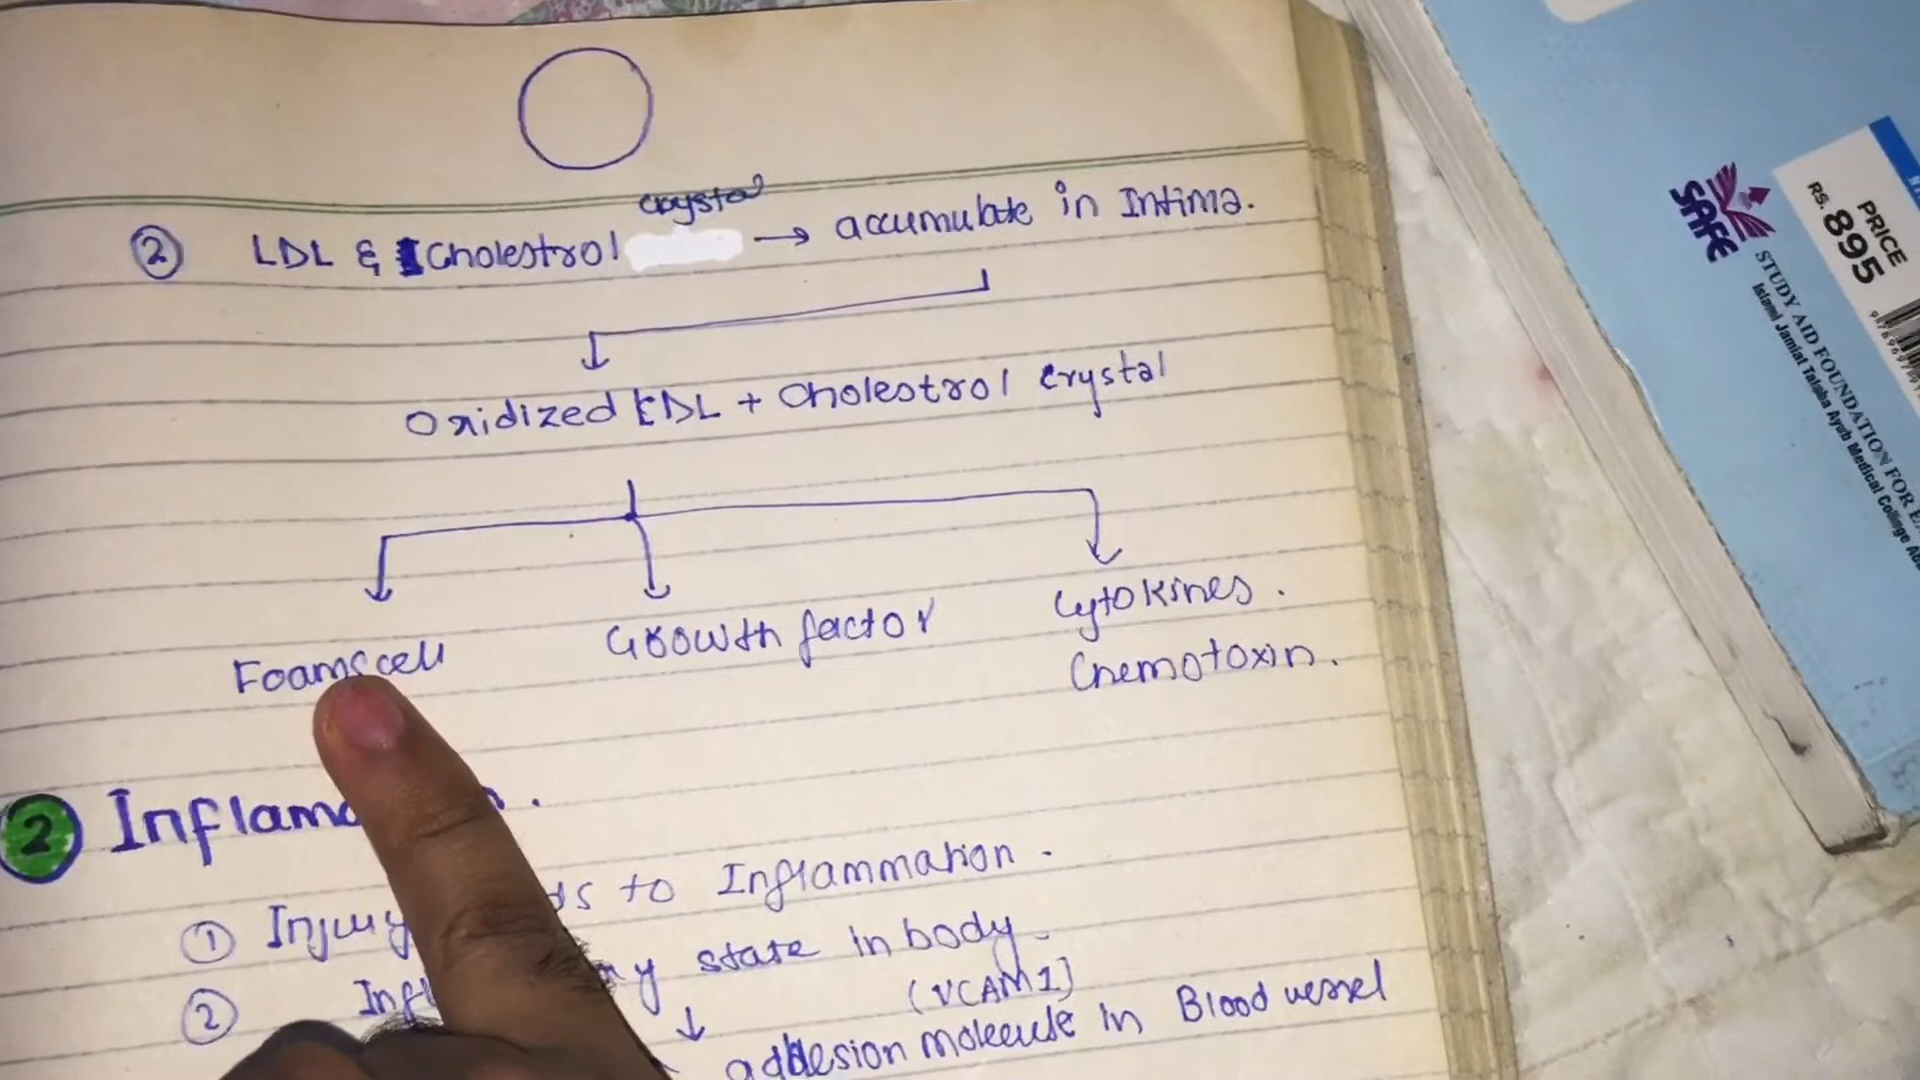 crystal
② LDL & Cholestrol → accumulate in Intima.
Oxidized LDL + Cholestrol crystal
Foam cell
Growth factor
Cytokines.
Chemotoxin.
2 Inflam
① Injury to Inflammation.
② state in body.
(VCAM1)
↓
addesion molecule in Blood vessel
SAFE
STUDY AID FOUNDATION FOR
Islami Jamiat Talaba Ayub Medical College
PRICE
RS. 895